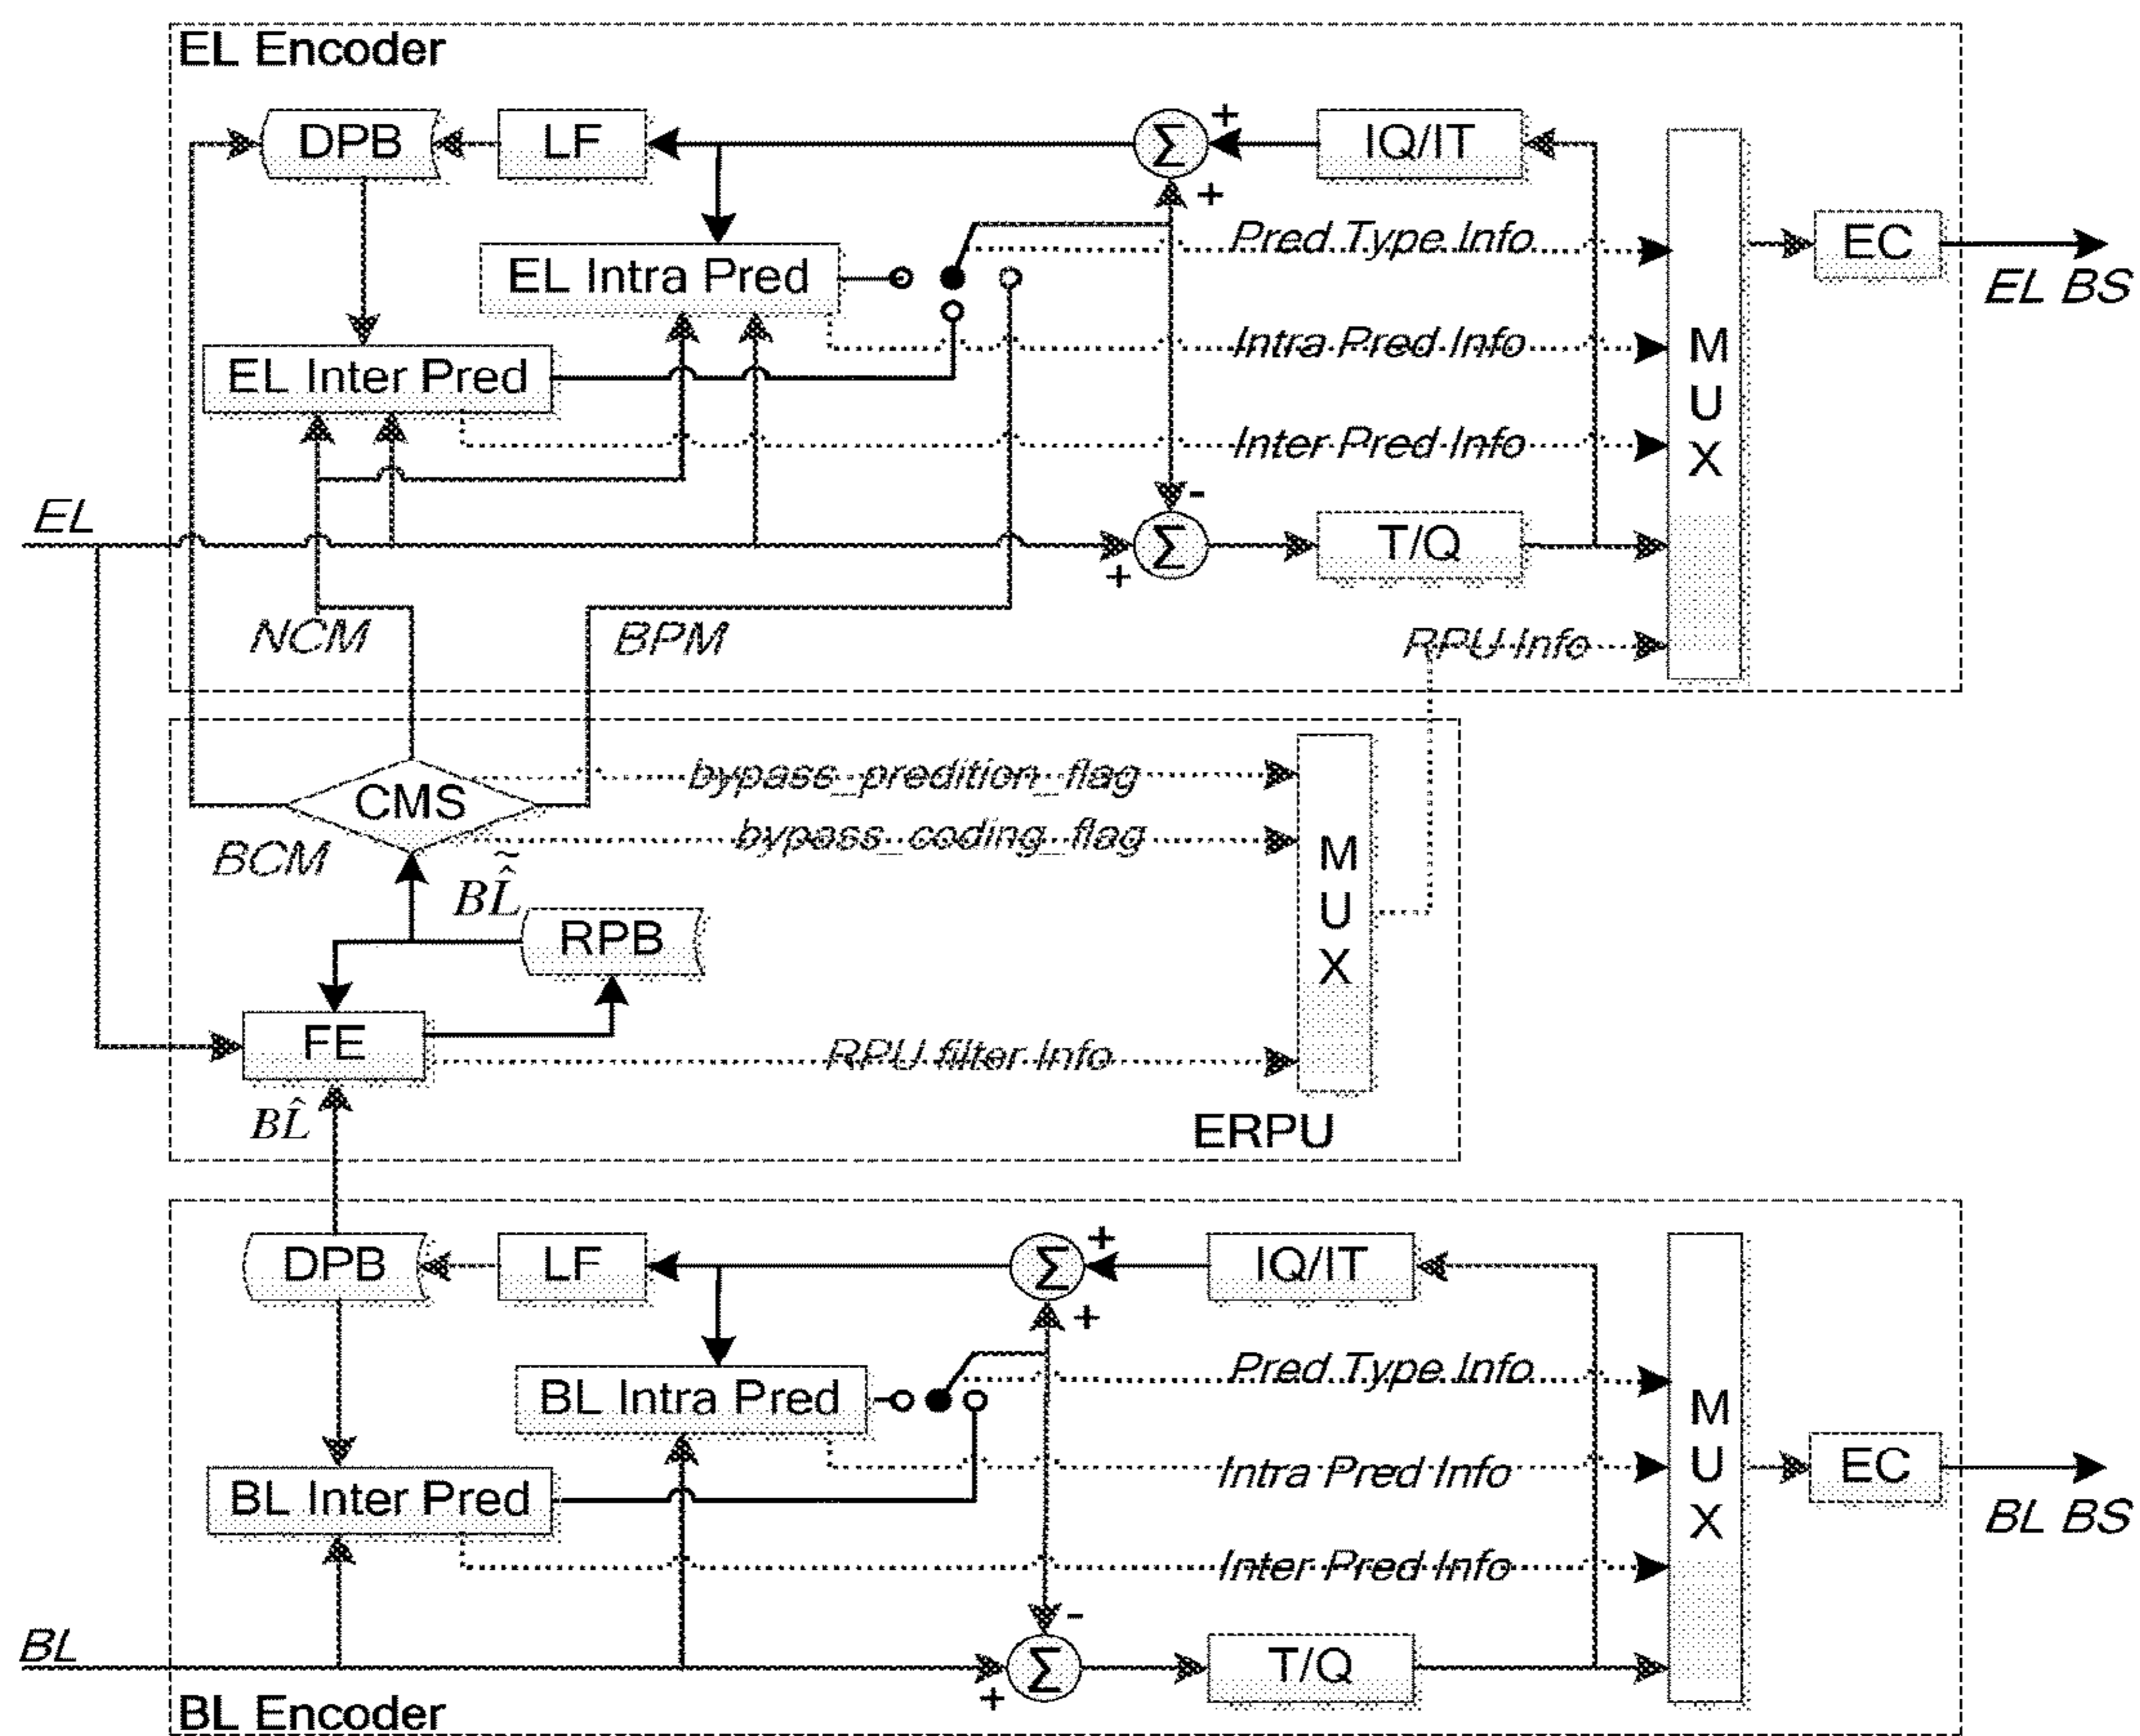 EL Encoder
DPB
LF
Σ
+
+
IQ/IT
Pred Type Info
EL Intra Pred
EC
EL BS
Intra Pred Info
M
U
X
EL Inter Pred
Inter Pred Info
EL
-
Σ
+
T/Q
NCM
BPM
RPU Info
bypass_predition_flag
CMS
bypass_coding_flag
BCM
BL̂̃
M
U
X
RPB
FE
RPU filter Info
BL̂
ERPU
DPB
LF
Σ
+
+
IQ/IT
Pred Type Info
BL Intra Pred
M
U
X
EC
BL BS
Intra Pred Info
BL Inter Pred
Inter Pred Info
BL
-
Σ
+
T/Q
BL Encoder